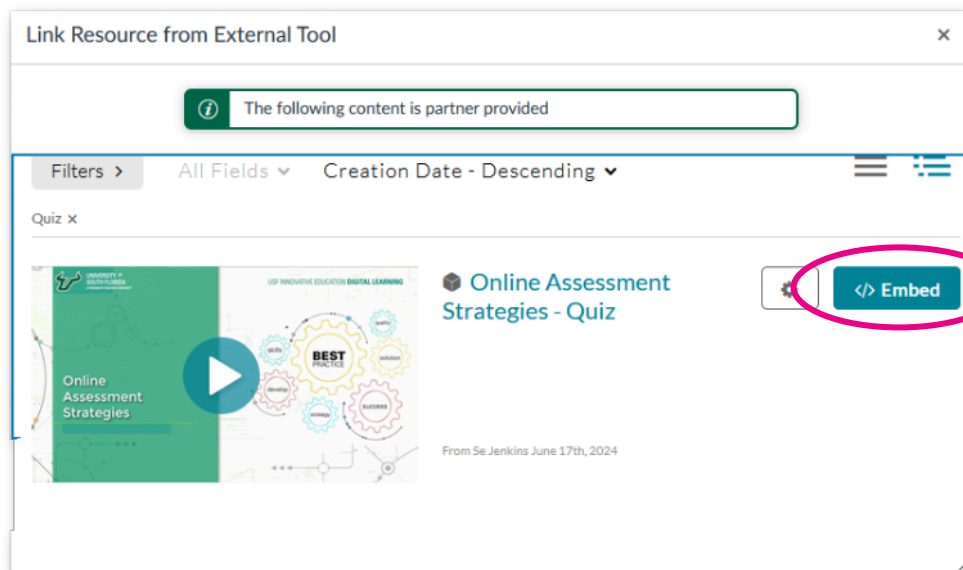 Link Resource from External Tool ×
i The following content is partner provided
Filters > All Fields Creation Date - Descending
Quiz ×
UNIVERSITY of
SOUTH FLORIDA
USF INNOVATIVE EDUCATION DIGITAL LEARNING
Online
Assessment
Strategies
skills
quality
BEST
PRACTICE
solution
develop
strategy
SUCCESS
Online Assessment
Strategies - Quiz
</> Embed
From Se Jenkins June 17th, 2024